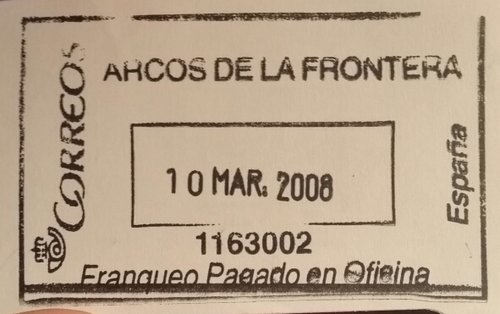 CORREOS
ARCOS DE LA FRONTERA
10 MAR. 2008
España
1163002
Franqueo Pagado en Oficina